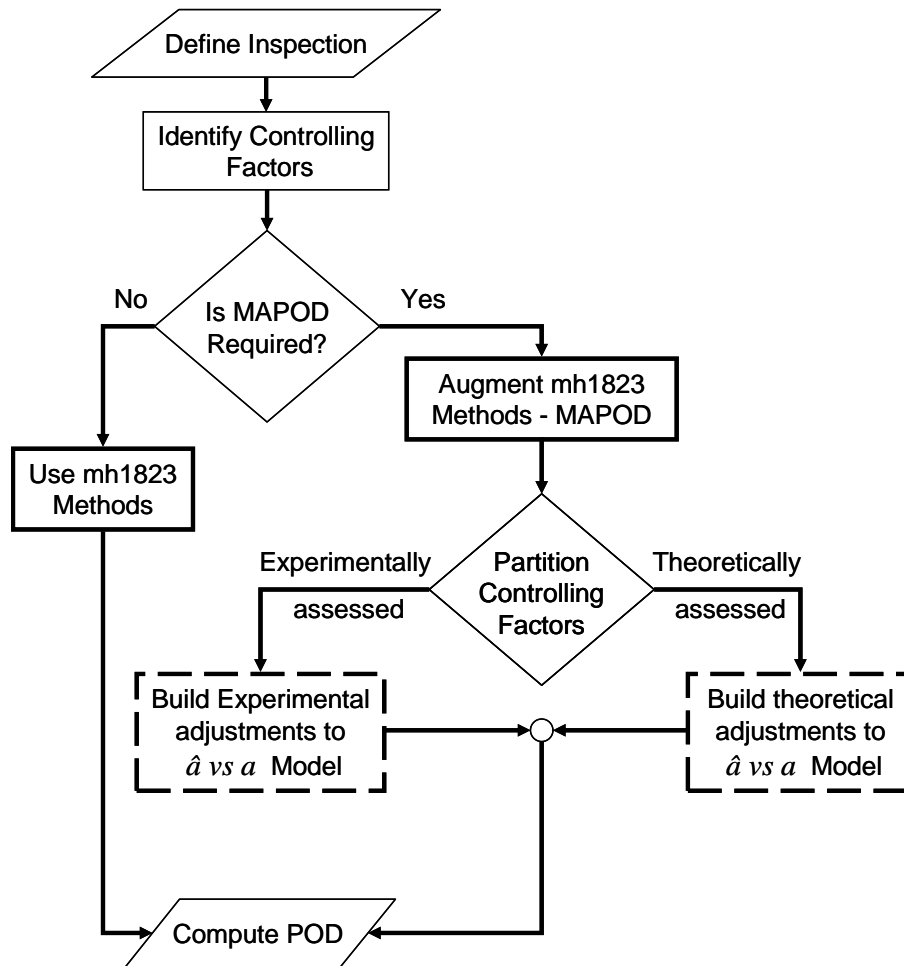 Define Inspection
Identify Controlling
Factors
No
Yes
Is MAPOD
Required?
Augment mh1823
Methods - MAPOD
Use mh1823
Methods
Experimentally
assessed
Partition
Controlling
Factors
Theoretically
assessed
Build Experimental
adjustments to
â vs a Model
Build theoretical
adjustments to
â vs a Model
Compute POD